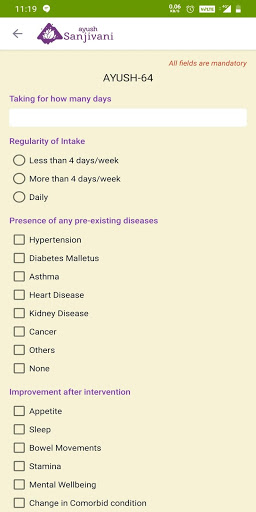 11:19
0.06
KB/S
ayush
Sanjivani
All fields are mandatory
AYUSH-64
Taking for how many days
Regularity of Intake
Less than 4 days/week
More than 4 days/week
Daily
Presence of any pre-existing diseases
Hypertension
Diabetes Malletus
Asthma
Heart Disease
Kidney Disease
Cancer
Others
None
Improvement after intervention
Appetite
Sleep
Bowel Movements
Stamina
Mental Wellbeing
Change in Comorbid condition